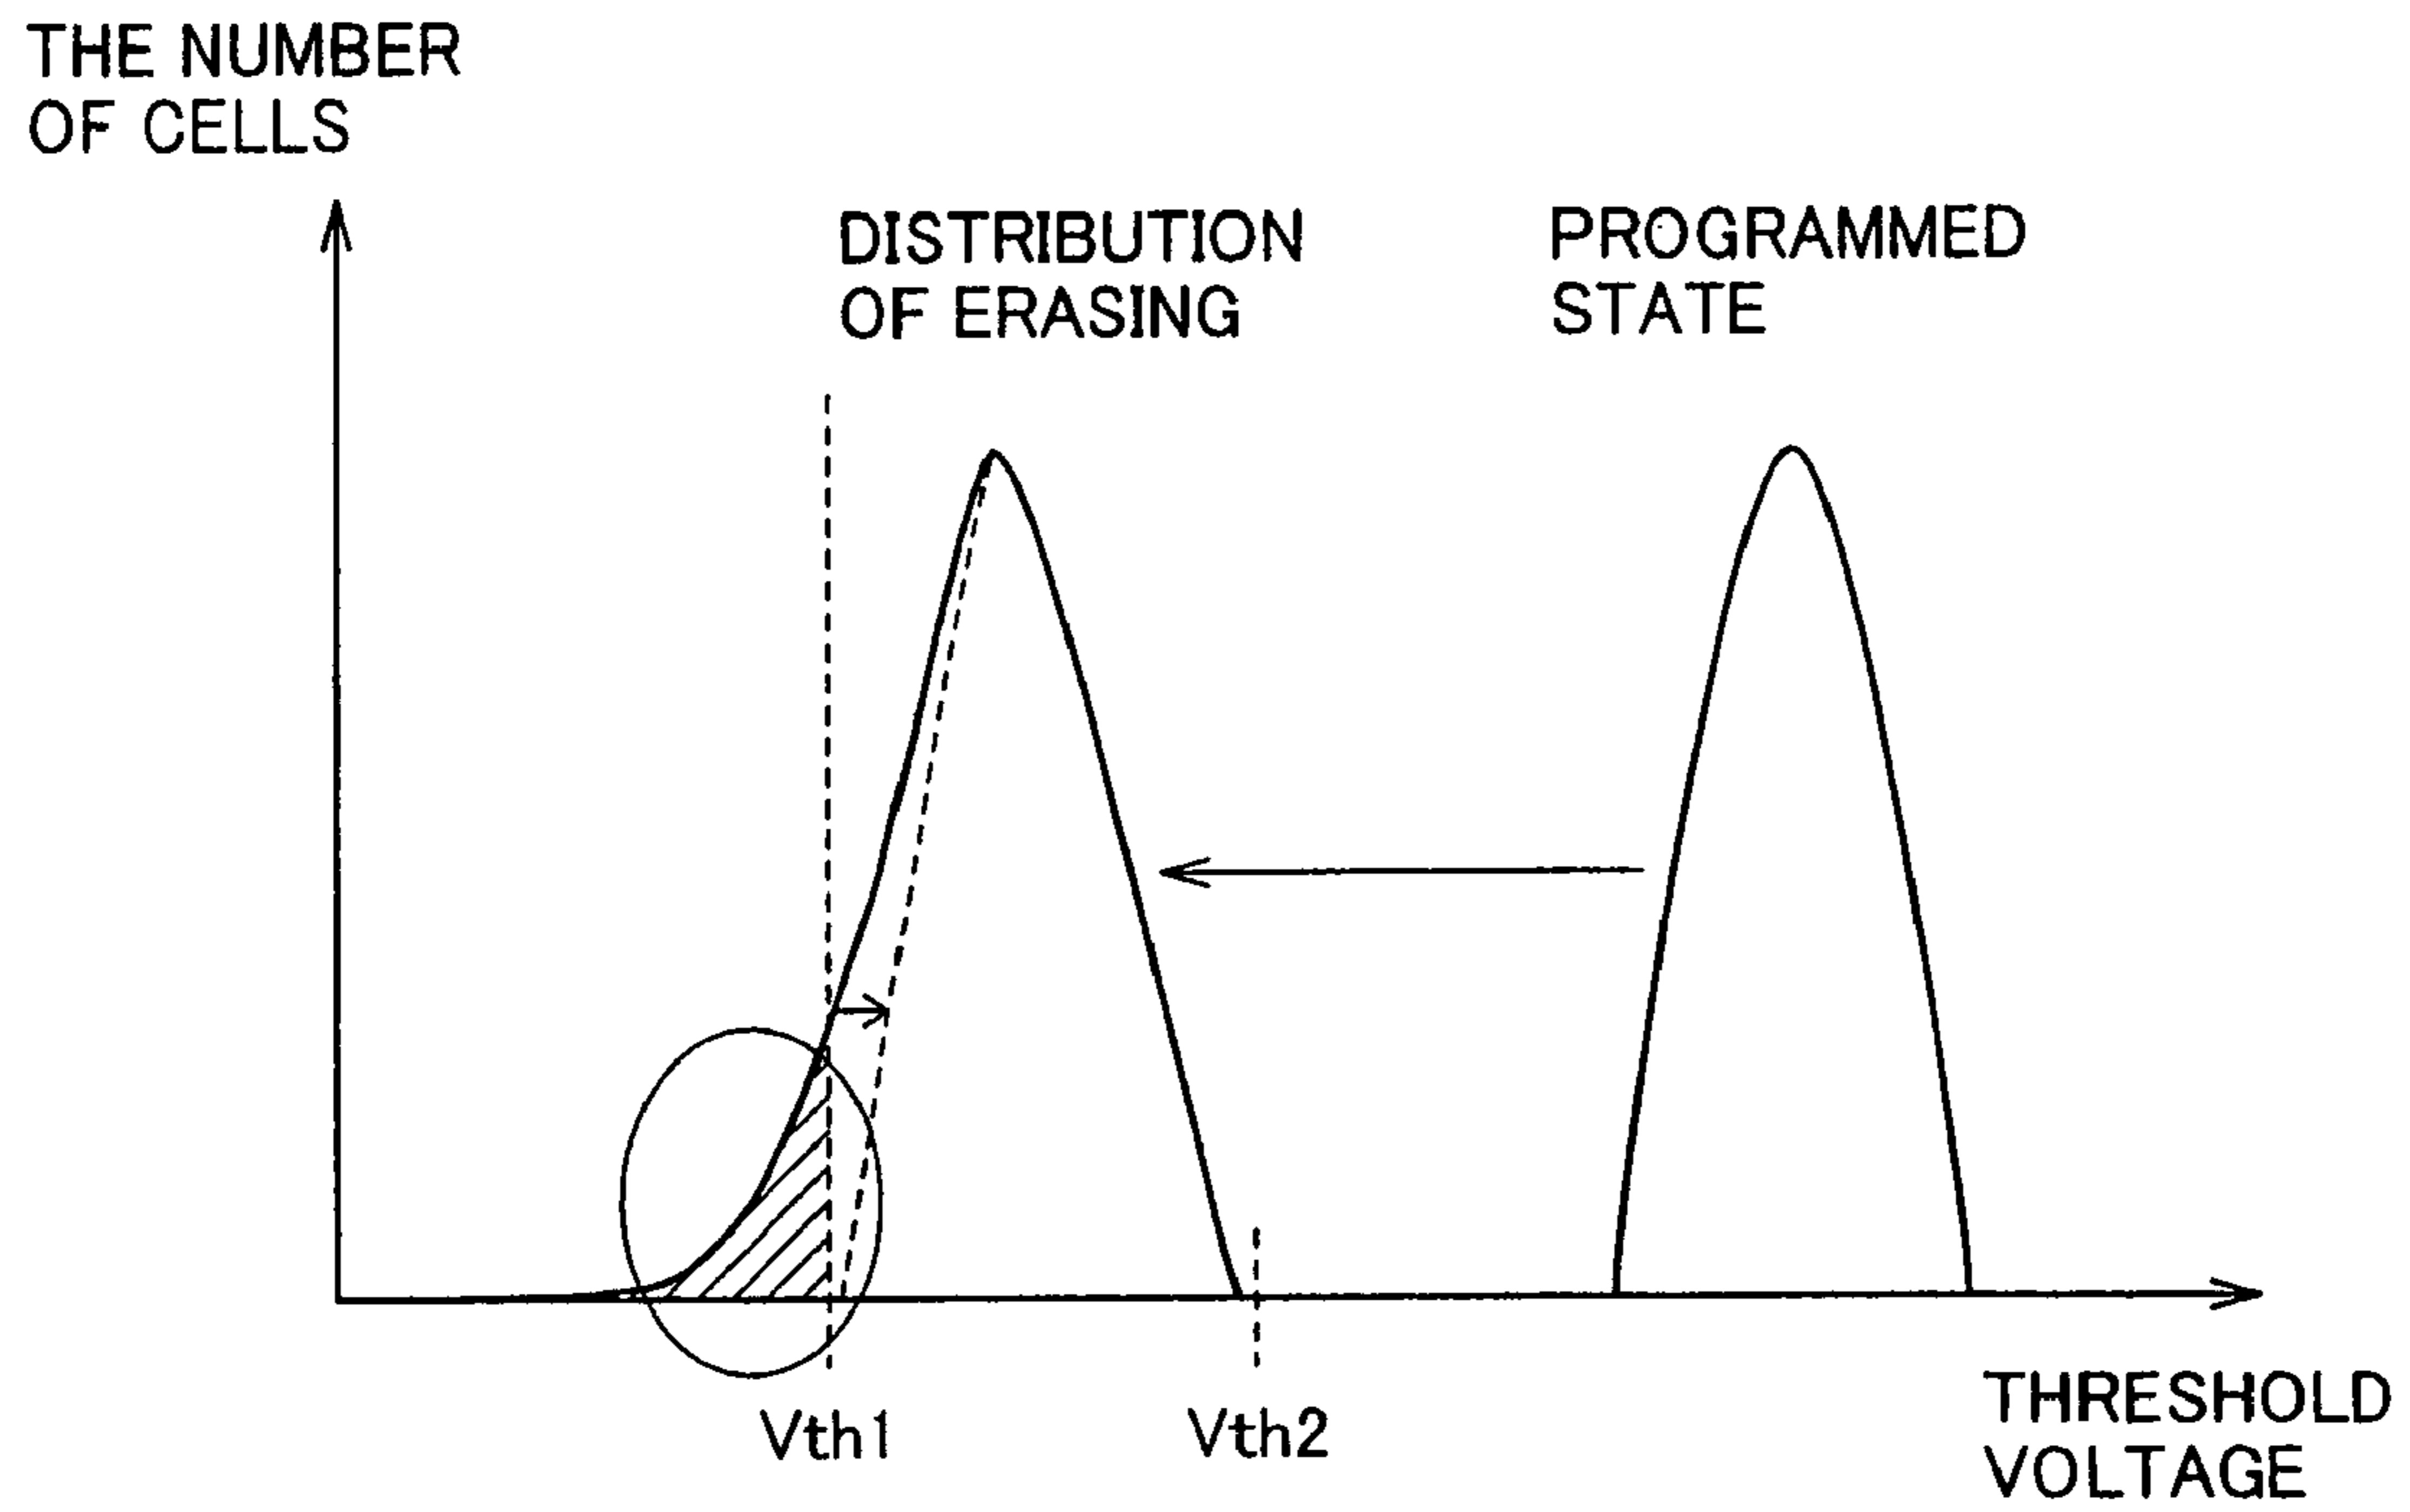 THE NUMBER
OF CELLS
DISTRIBUTION
OF ERASING
PROGRAMMED
STATE
Vth1
Vth2
THRESHOLD
VOLTAGE